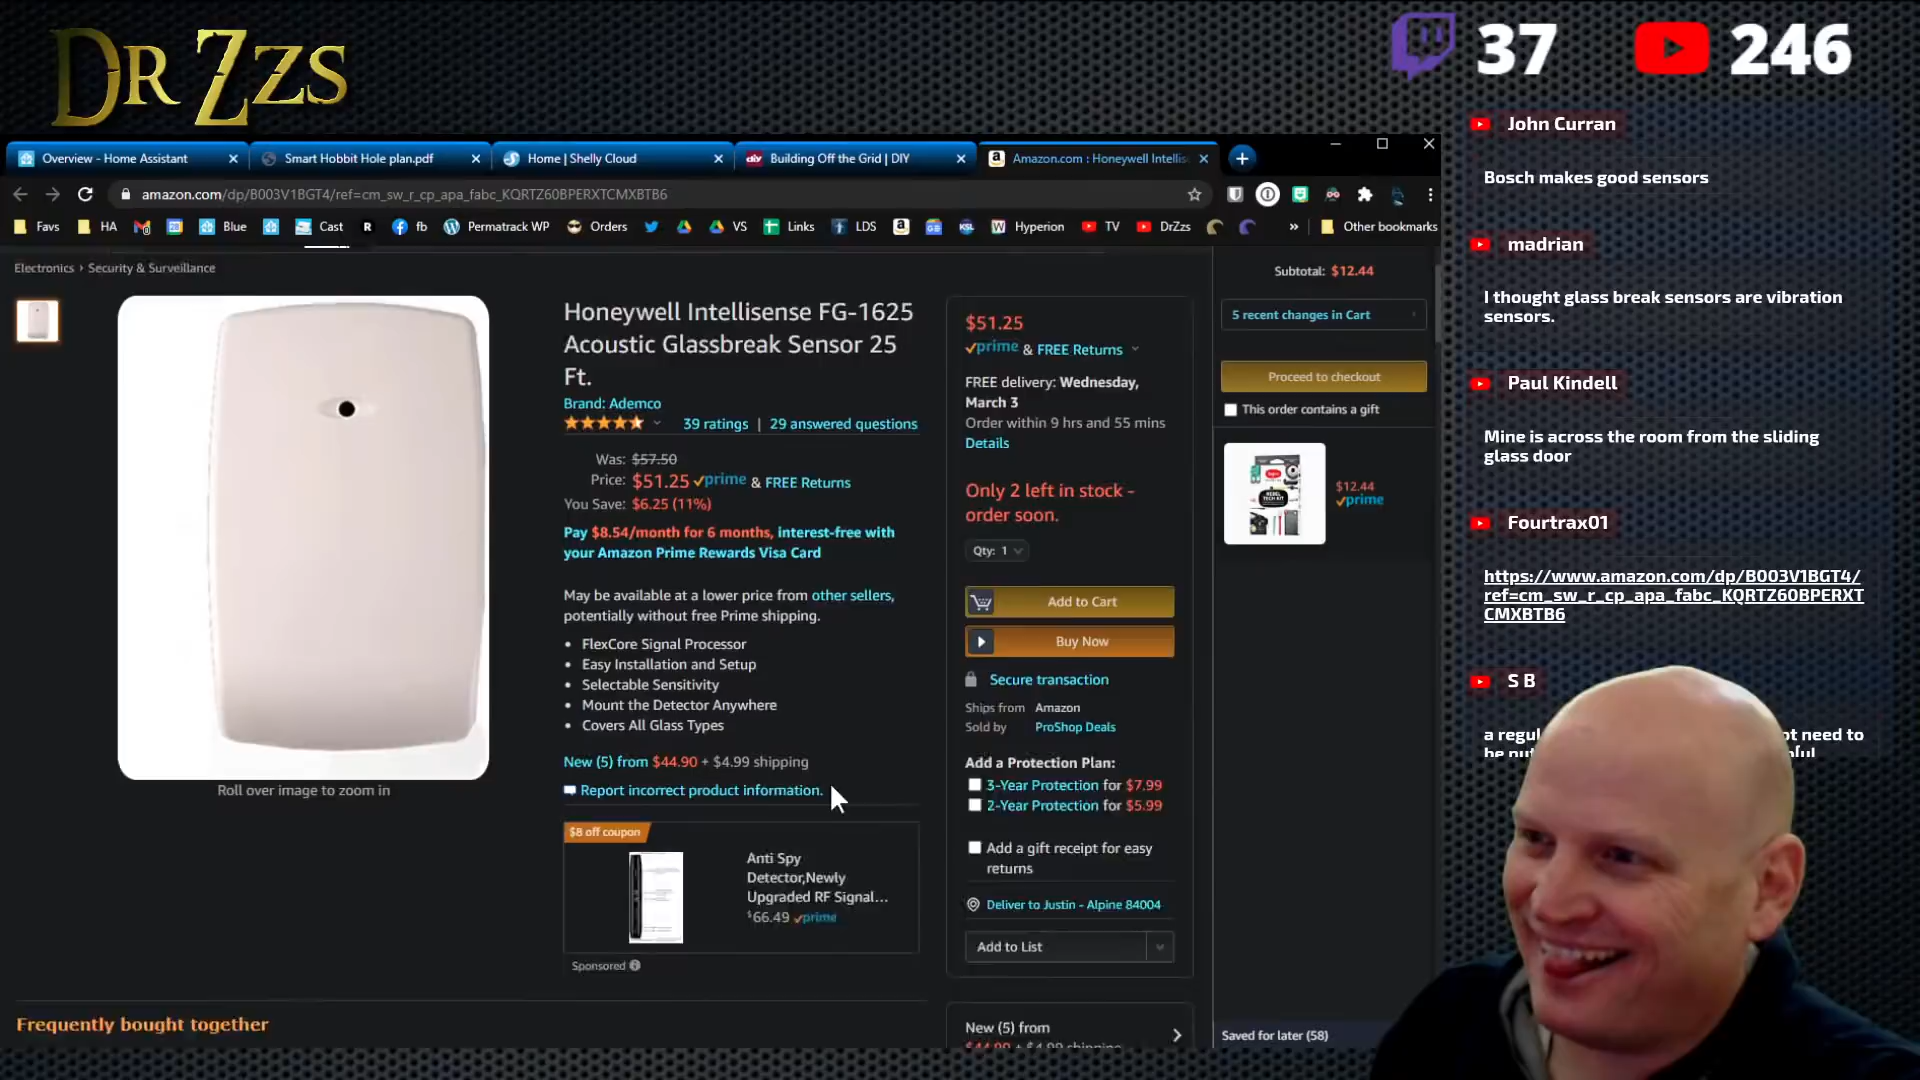 DR ZZS
37
246
Overview - Home Assistant
Smart Hobbit Hole plan.pdf
Home | Shelly Cloud
diy
Building Off the Grid | DIY
Amazon.com : Honeywell Intellis
amazon.com/dp/B003V1BGT4/ref=cm_sw_r_cp_apa_fabc_KQRTZ60BPERXTCMXBTB6
Favs
HA
Blue
Cast
R
fb
Permatrack WP
Orders
VS
Links
LDS
KSL
Hyperion
TV
DrZzs
»
Other bookmarks
Electronics › Security & Surveillance
Roll over image to zoom in
Honeywell Intellisense FG-1625
Acoustic Glassbreak Sensor 25
Ft.
Brand: Ademco
39 ratings | 29 answered questions
Was: $57.50
Price: $51.25 prime & FREE Returns
You Save: $6.25 (11%)
Pay $8.54/month for 6 months, interest-free with
your Amazon Prime Rewards Visa Card
May be available at a lower price from other sellers,
potentially without free Prime shipping.
• FlexCore Signal Processor
• Easy Installation and Setup
• Selectable Sensitivity
• Mount the Detector Anywhere
• Covers All Glass Types
New (5) from $44.90 + $4.99 shipping
Report incorrect product information.
$8 off coupon
Anti Spy
Detector,Newly
Upgraded RF Signal...
$66.49 prime
Sponsored
Frequently bought together
$51.25
prime & FREE Returns
FREE delivery: Wednesday,
March 3
Order within 9 hrs and 55 mins
Details
Only 2 left in stock -
order soon.
Qty: 1
Add to Cart
Buy Now
Secure transaction
Ships from Amazon
Sold by ProShop Deals
Add a Protection Plan:
3-Year Protection for $7.99
2-Year Protection for $5.99
Add a gift receipt for easy
returns
Deliver to Justin - Alpine 84004
Add to List
New (5) from
$44.90 + $4.99 shipping
Subtotal: $12.44
5 recent changes in Cart
Proceed to checkout
This order contains a gift
$12.44
prime
Saved for later (58)
John Curran
Bosch makes good sensors
madrian
I thought glass break sensors are vibration
sensors.
Paul Kindell
Mine is across the room from the sliding
glass door
Fourtrax01
https://www.amazon.com/dp/B003V1BGT4/
ref=cm_sw_r_cp_apa_fabc_KQRTZ60BPERXT
CMXBTB6
S B
a need to
be